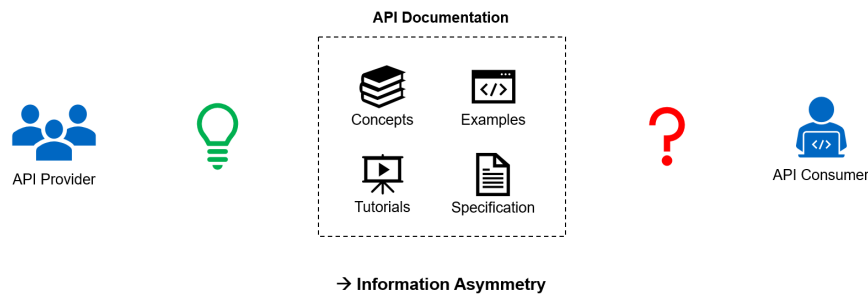 API Documentation
Concepts
Examples
</>
API Provider
Tutorials
Specification
?
</>
API Consumer
→ Information Asymmetry